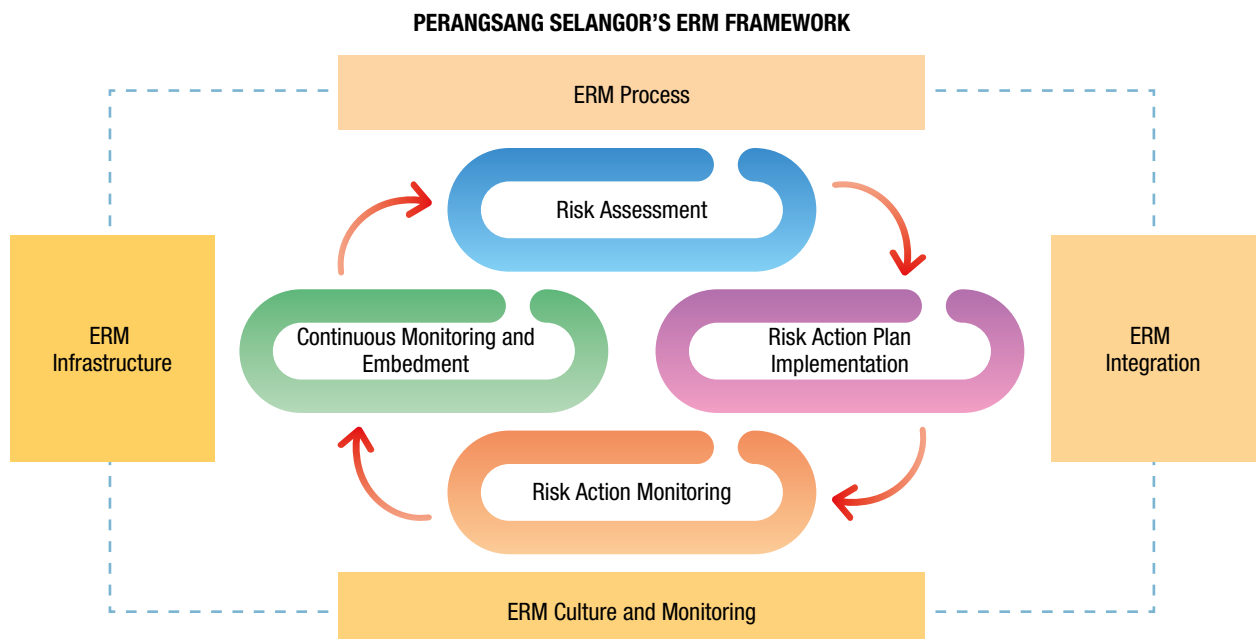 PERANGSANG SELANGOR'S ERM FRAMEWORK
ERM Process
Risk Assessment
ERM
Infrastructure
Continuous Monitoring and
Embedment
Risk Action Plan
Implementation
ERM
Integration
Risk Action Monitoring
ERM Culture and Monitoring